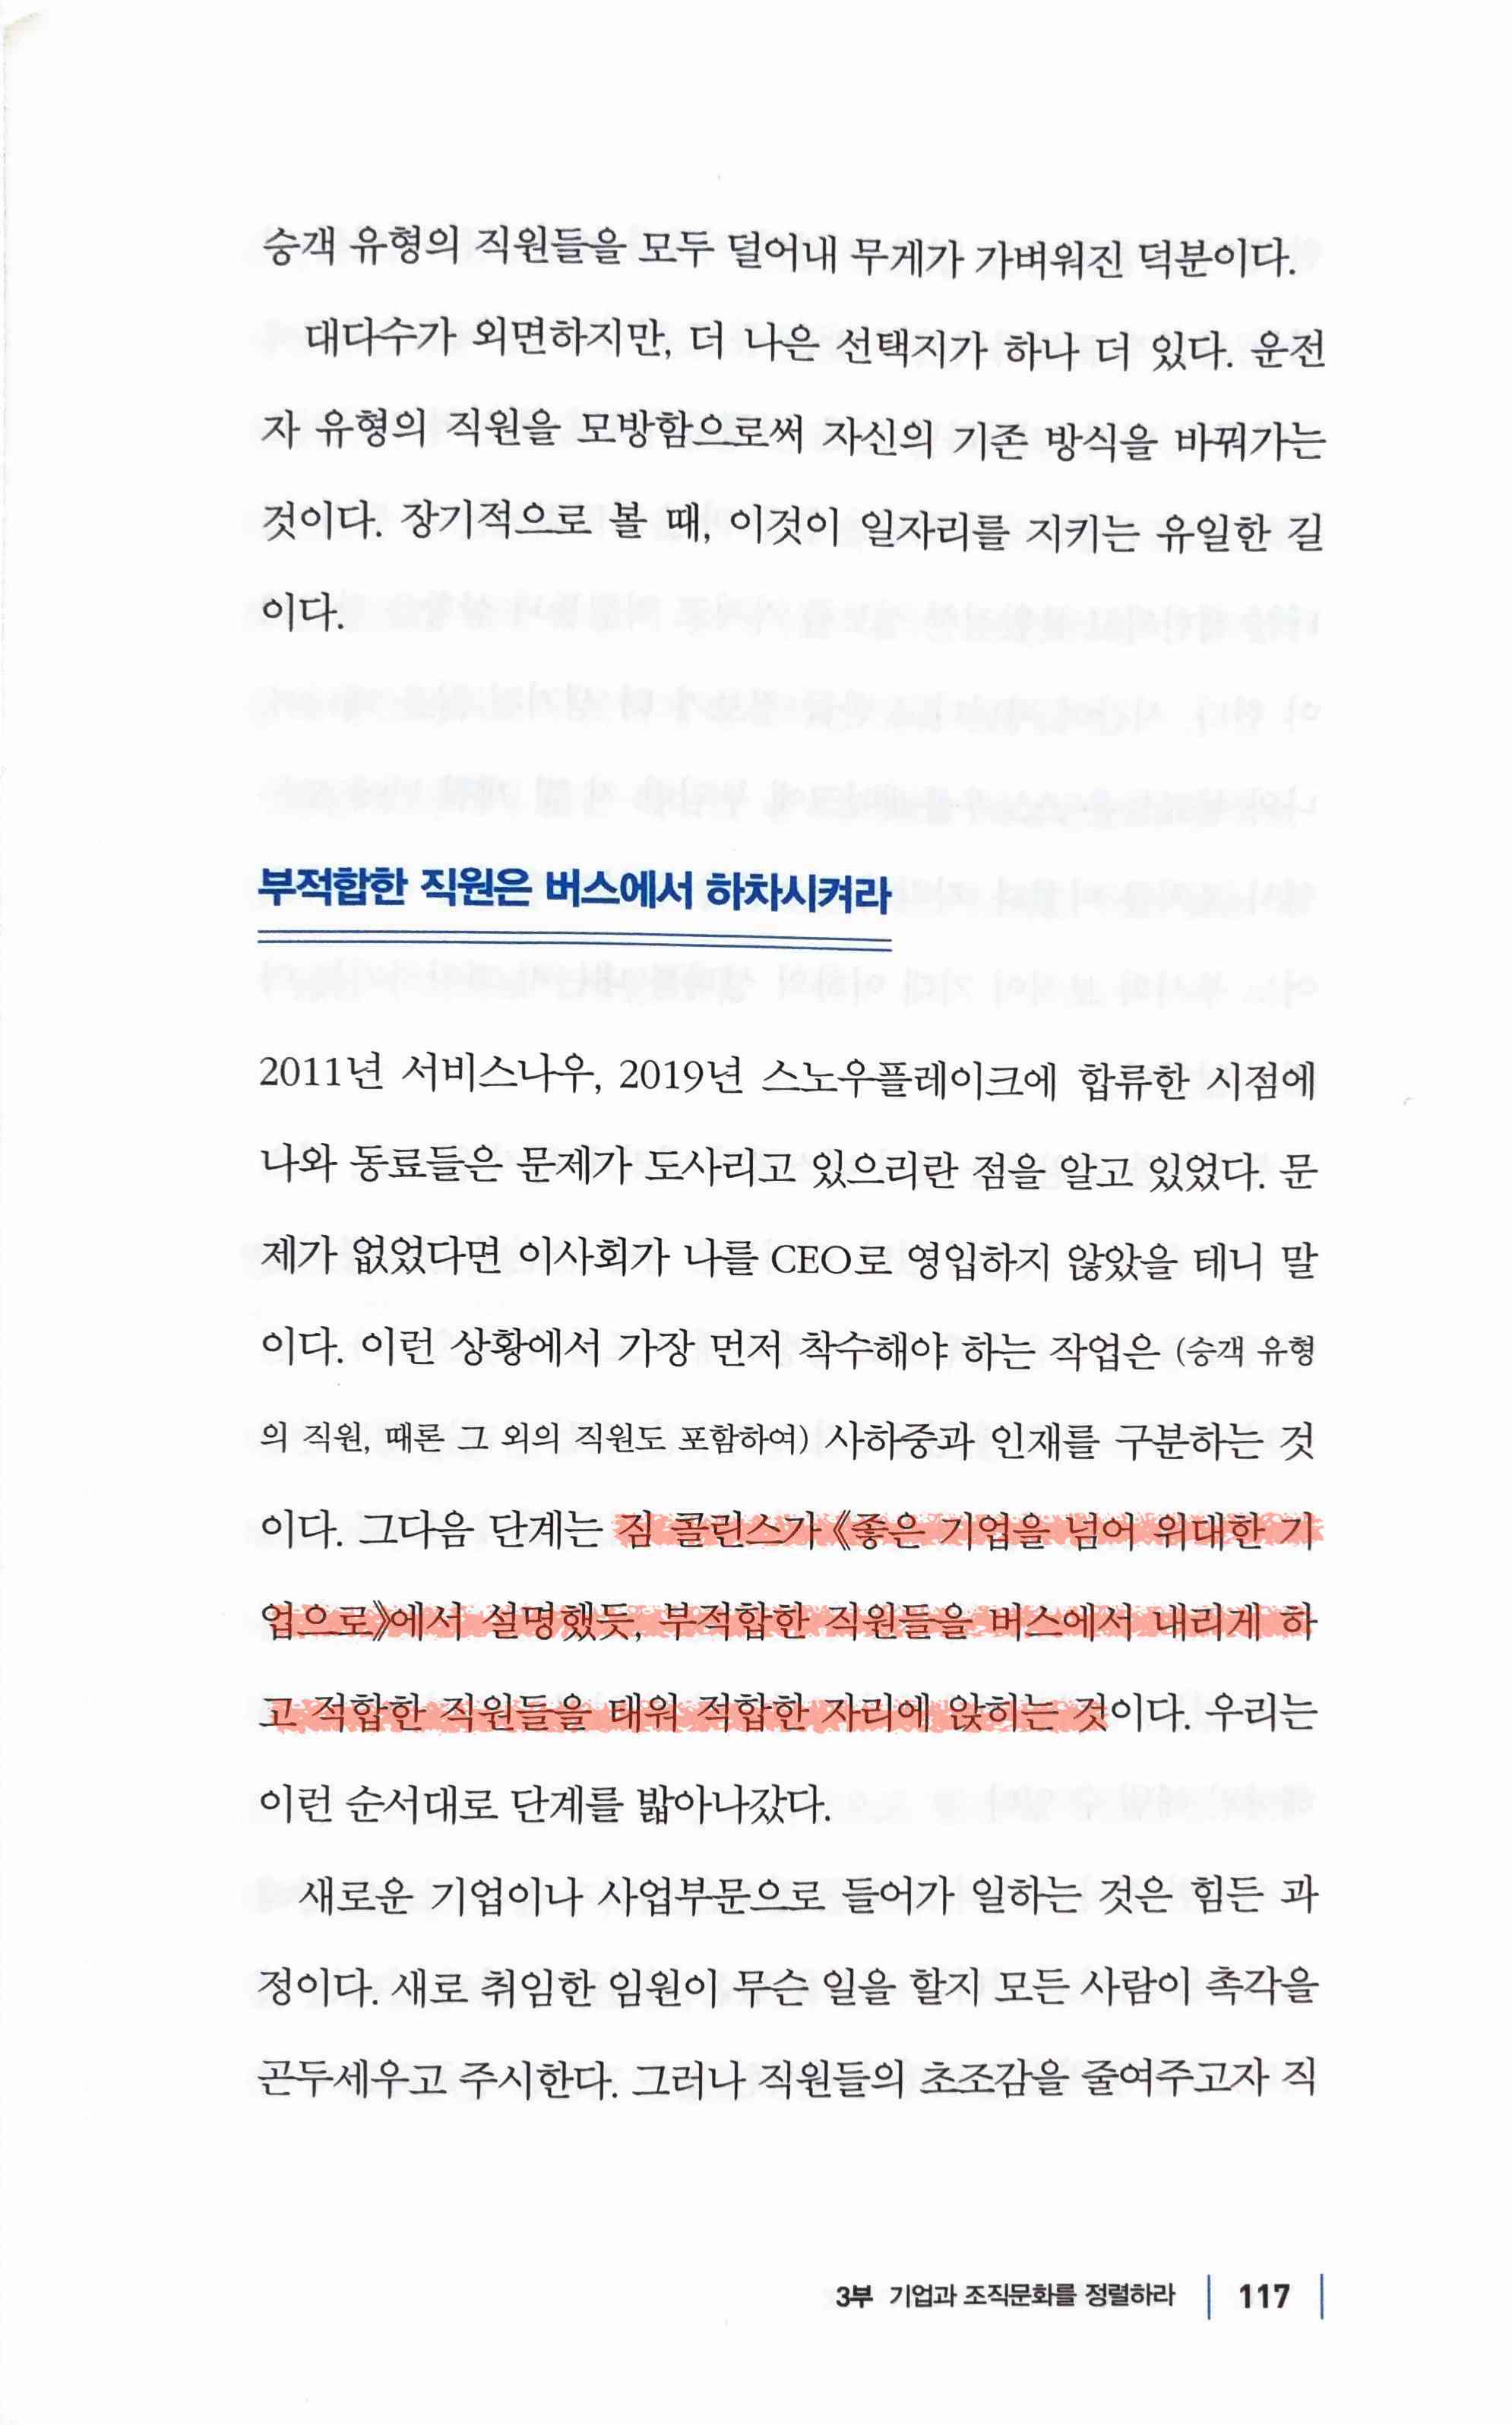 승객 유형의 직원들을 모두 덜어내 무게가 가벼워진 덕분이다.
대다수가 외면하지만, 더 나은 선택지가 하나 더 있다. 운전
자 유형의 직원을 모방함으로써 자신의 기존 방식을 바꿔가는
것이다. 장기적으로 볼 때, 이것이 일자리를 지키는 유일한 길
이다.
부적합한 직원은 버스에서 하차시켜라
2011년 서비스나우, 2019년 스노우플레이크에 합류한 시점에
나와 동료들은 문제가 도사리고 있으리란 점을 알고 있었다. 문
제가 없었다면 이사회가 나를 CEO로 영입하지 않았을 테니 말
이다. 이런 상황에서 가장 먼저 착수해야 하는 작업은 (승객 유형
의 직원, 때론 그 외의 직원도 포함하여) 사하중과 인재를 구분하는 것
이다. 그다음 단계는 짐 콜린스가 《좋은 기업을 넘어 위대한 기
업으로》에서 설명했듯, 부적합한 직원들을 버스에서 내리게 하
고 적합한 직원들을 태워 적합한 자리에 앉히는 것이다. 우리는
이런 순서대로 단계를 밟아나갔다.
새로운 기업이나 사업부문으로 들어가 일하는 것은 힘든 과
정이다. 새로 취임한 임원이 무슨 일을 할지 모든 사람이 촉각을
곤두세우고 주시한다. 그러나 직원들의 초조감을 줄여주고자 직
3부 기업과 조직문화를 정렬하라 117